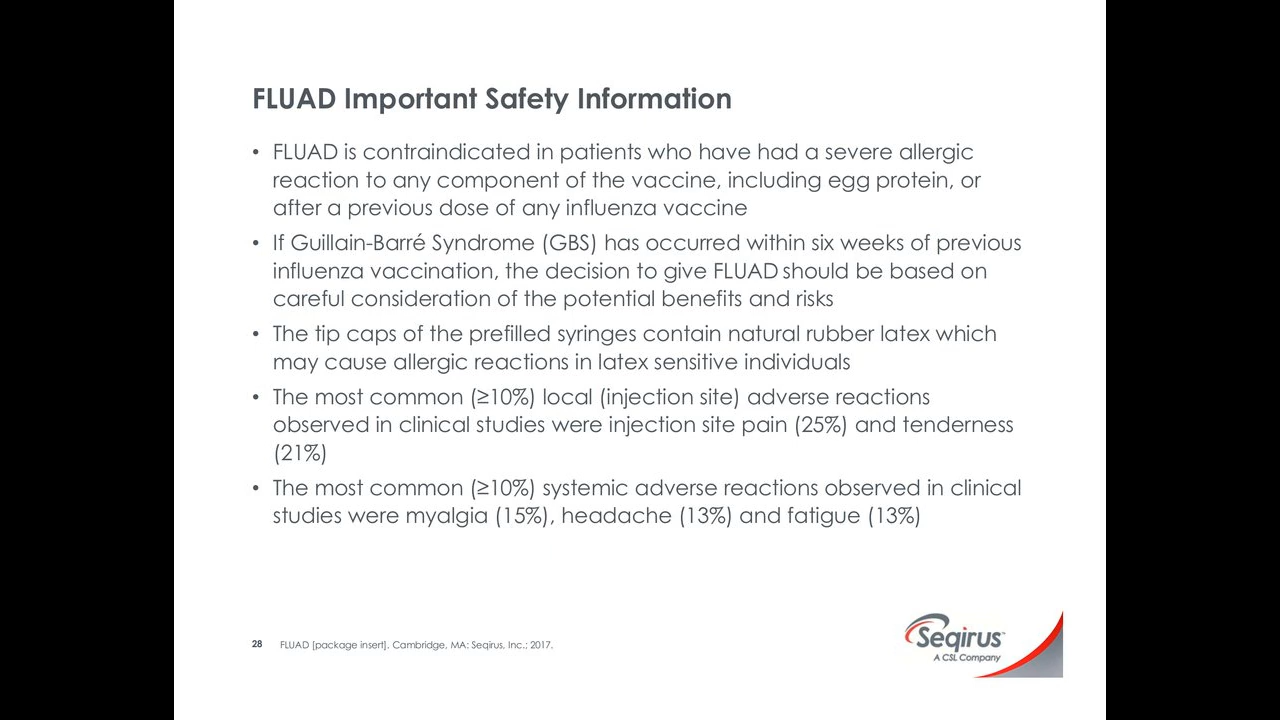 FLUAD Important Safety Information
• FLUAD is contraindicated in patients who have had a severe allergic
reaction to any component of the vaccine, including egg protein, or
after a previous dose of any influenza vaccine
• If Guillain-Barré Syndrome (GBS) has occurred within six weeks of previous
influenza vaccination, the decision to give FLUAD should be based on
careful consideration of the potential benefits and risks
• The tip caps of the prefilled syringes contain natural rubber latex which
may cause allergic reactions in latex sensitive individuals
• The most common (≥10%) local (injection site) adverse reactions
observed in clinical studies were injection site pain (25%) and tenderness
(21%)
• The most common (≥10%) systemic adverse reactions observed in clinical
studies were myalgia (15%), headache (13%) and fatigue (13%)
28 FLUAD [package insert]. Cambridge, MA: Seqirus, Inc.; 2017.
Seqirus™
A CSL Company